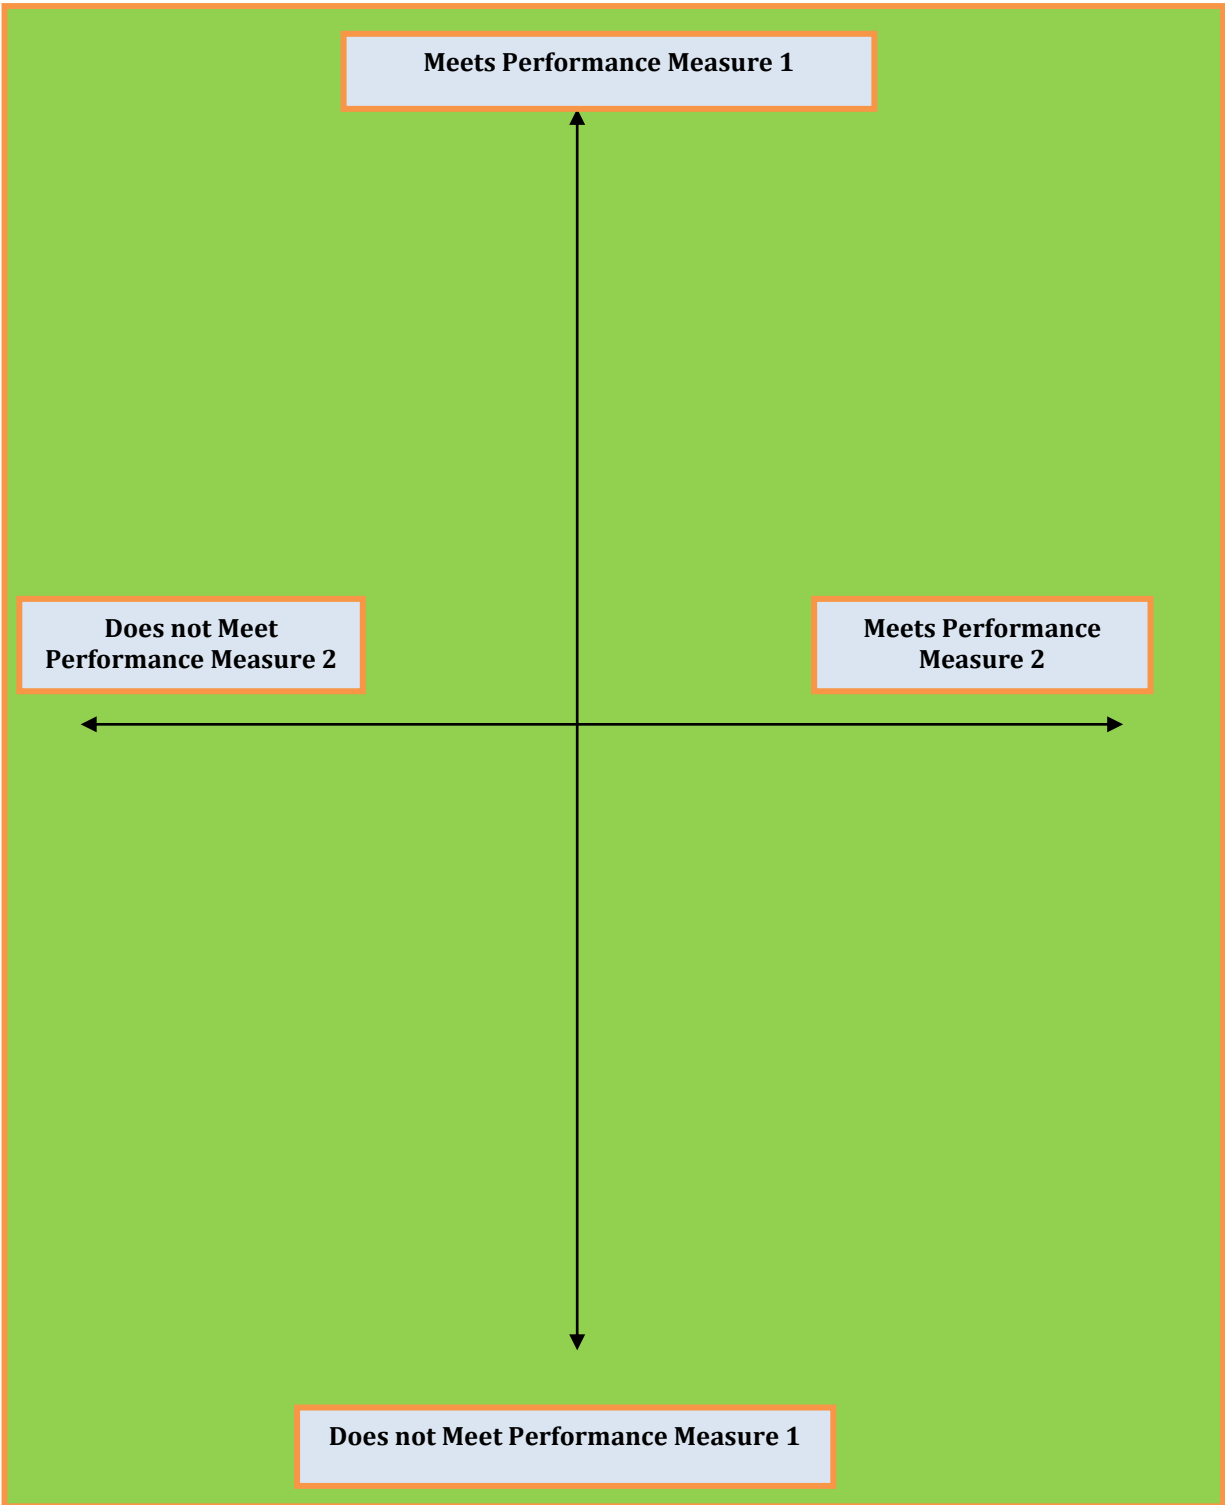 Meets Performance Measure 1
Does not Meet
Performance Measure 2
Meets Performance
Measure 2
Does not Meet Performance Measure 1